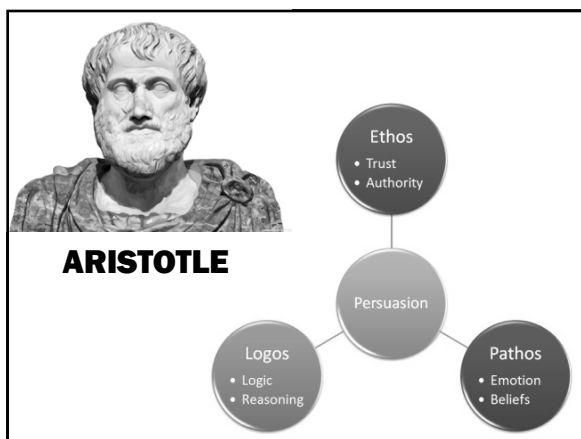 ARISTOTLE
Ethos
• Trust
• Authority
Persuasion
Logos
• Logic
• Reasoning
Pathos
• Emotion
• Beliefs